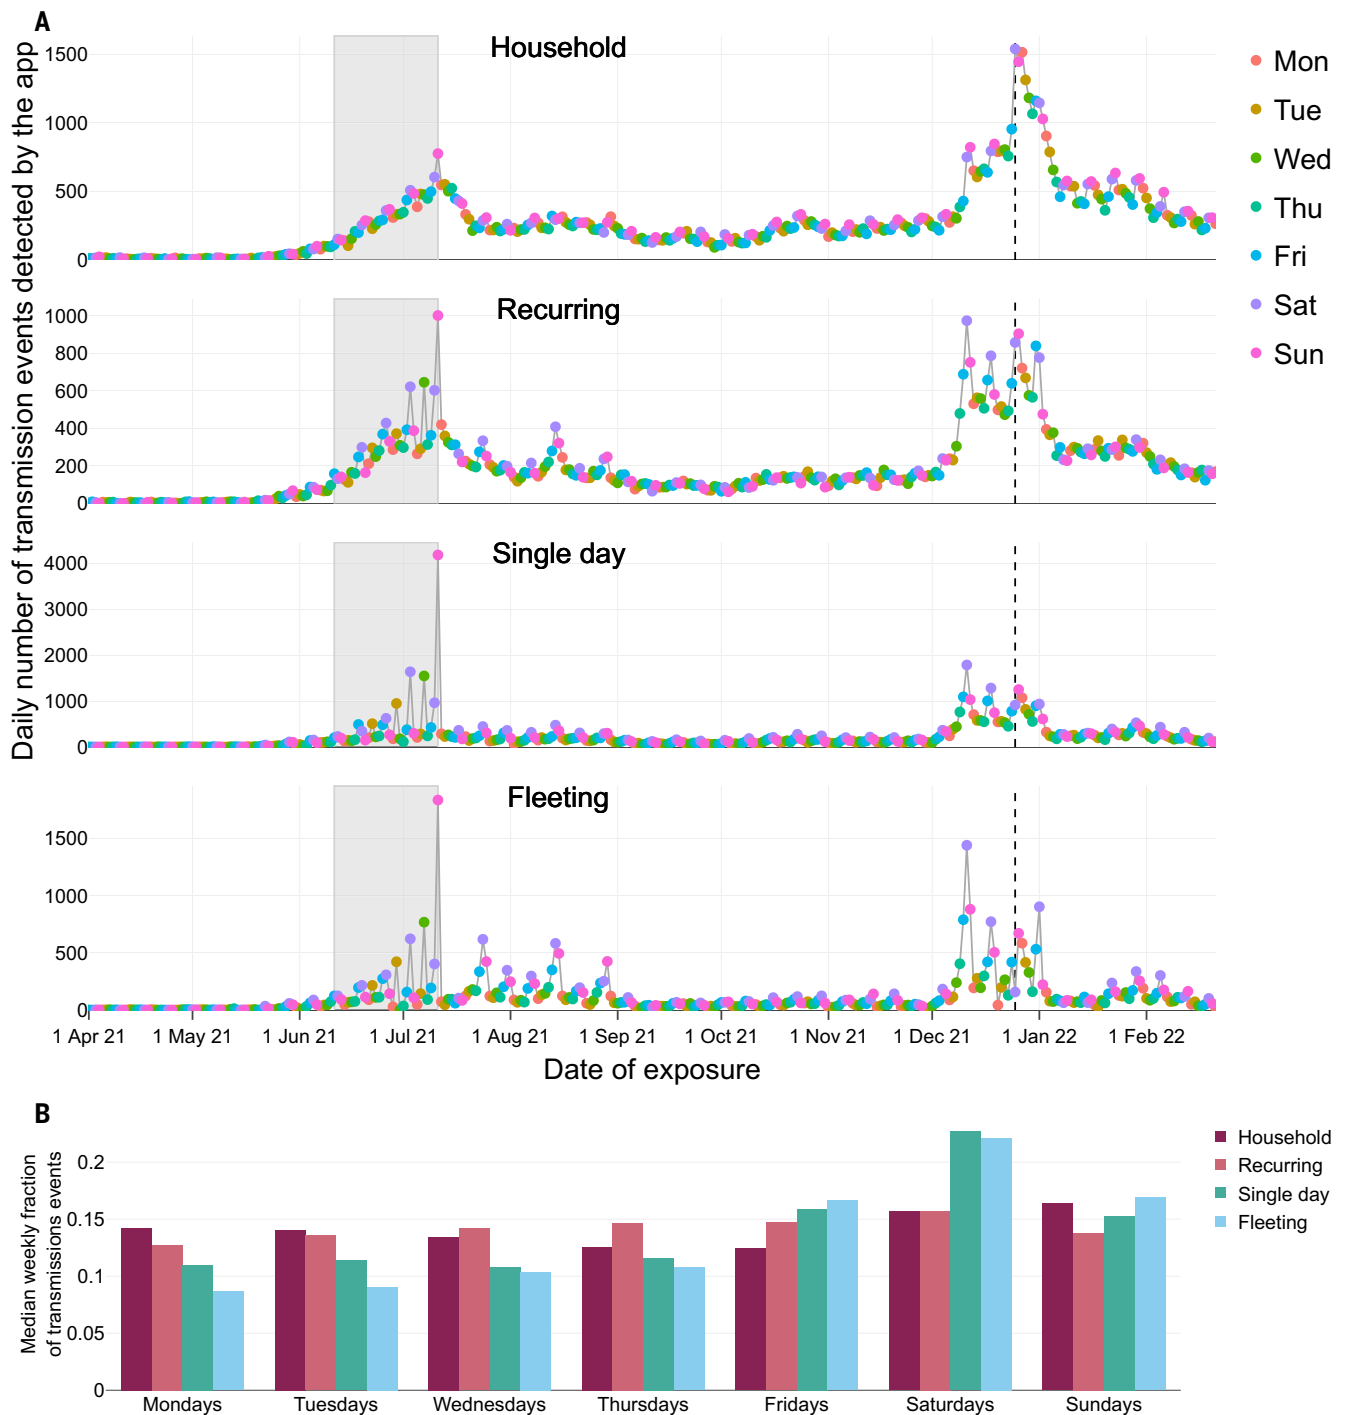 A
Daily number of transmission events detected by the app
Household
1500
1000
500
0
Mon
Tue
Wed
Thu
Fri
Sat
Sun
Recurring
1000
800
600
400
200
0
Single day
4000
3000
2000
1000
0
Fleeting
1500
1000
500
0
1 Apr 21
1 May 21
1 Jun 21
1 Jul 21
1 Aug 21
1 Sep 21
1 Oct 21
1 Nov 21
1 Dec 21
1 Jan 22
1 Feb 22
Date of exposure
B
Median weekly fraction
of transmissions events
0.2
0.15
0.1
0.05
0
Mondays
Tuesdays
Wednesdays
Thursdays
Fridays
Saturdays
Sundays
Household
Recurring
Single day
Fleeting